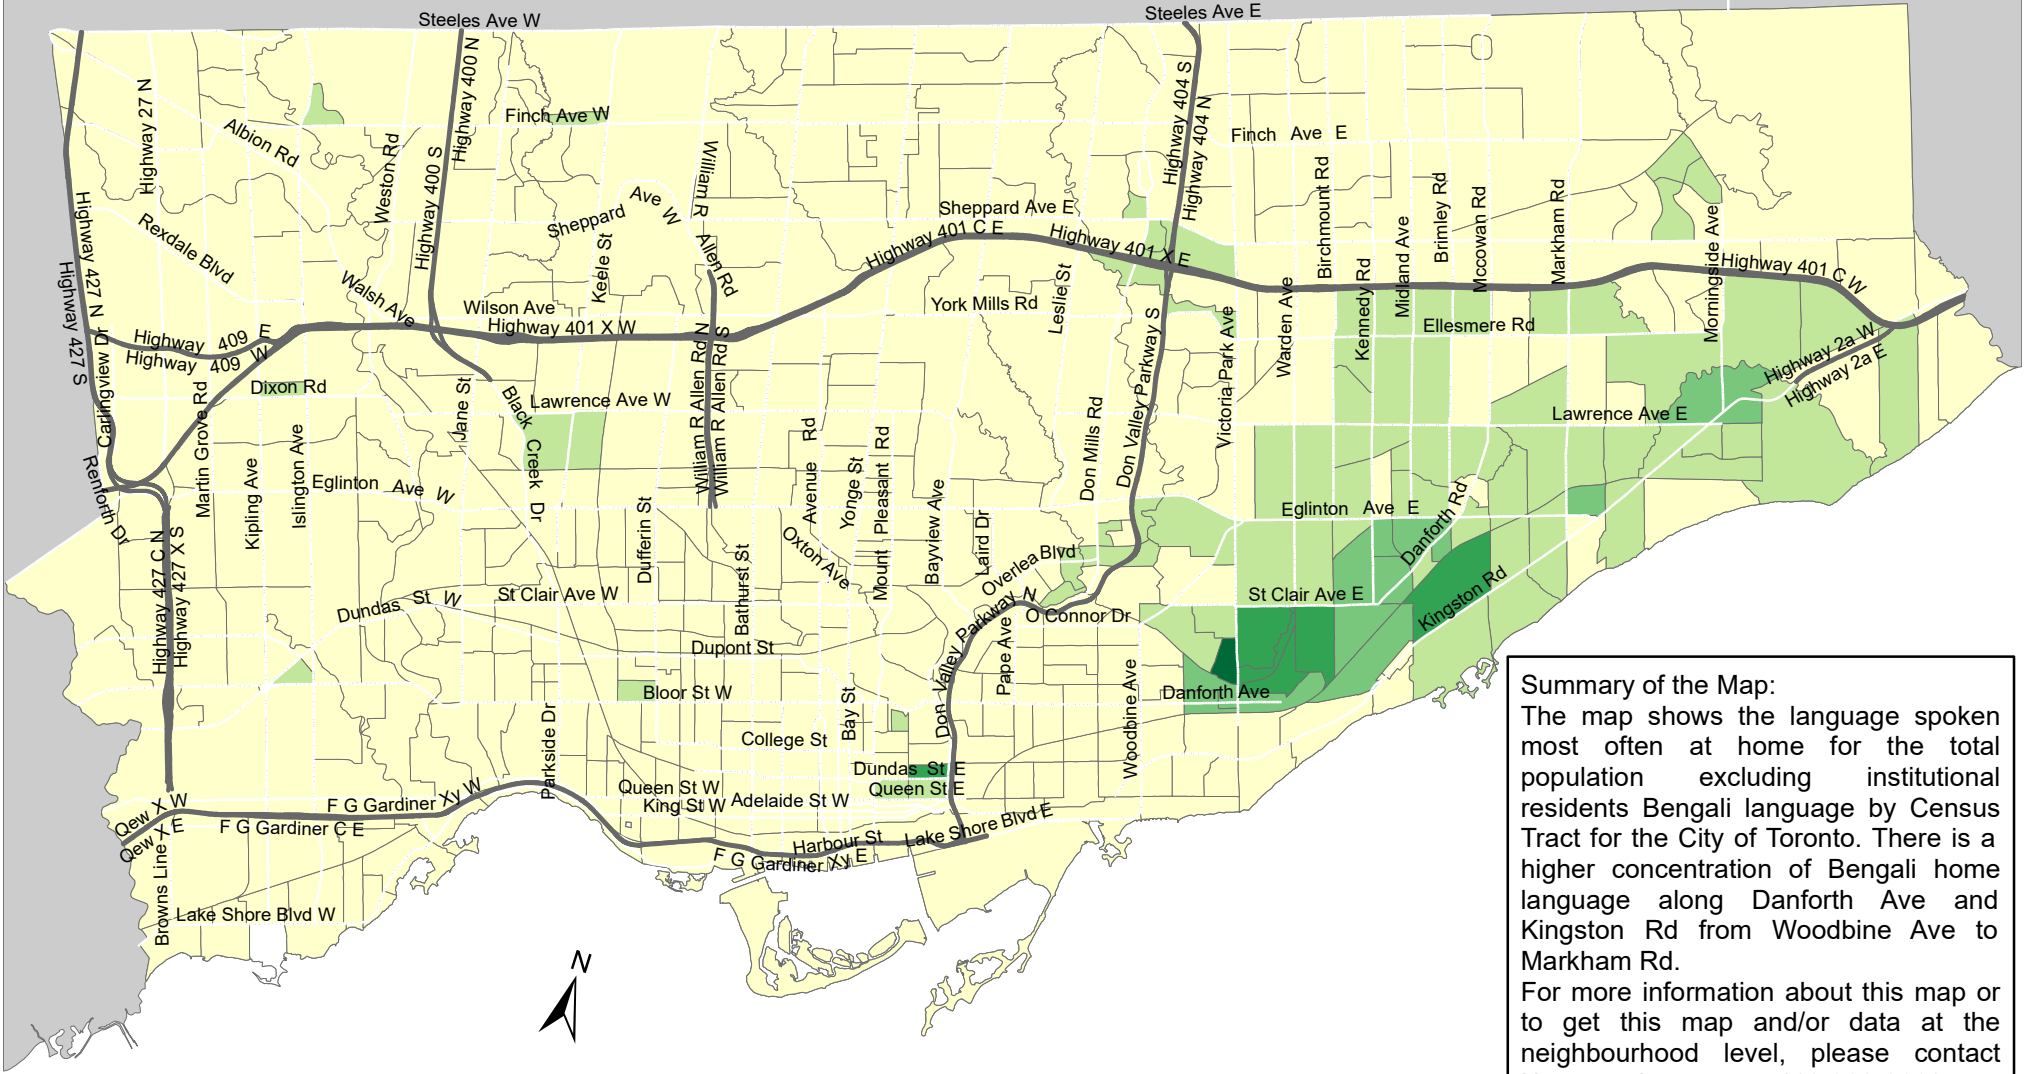 Steeles Ave W
Steeles Ave E
Highway 27 N
Albion Rd
Weston Rd
Highway 400 N
Highway 400 S
Finch Ave W
William R
Allen Rd
Highway 404 S
Highway 404 N
Finch Ave E
Highway 427 N
Highway 427 S
Rexdale Blvd
Walsh Ave
Sheppard Ave W
Keele St
Sheppard Ave E
Highway 401 C E
Highway 401 X E
Birchmount Rd
Kennedy Rd
Midland Ave
Brimley Rd
Mccowan Rd
Markham Rd
Morningside Ave
Highway 401 C W
Wilson Ave
Highway 401 X W
York Mills Rd
Leslie St
Warden Ave
Ellesmere Rd
Highway 409 E
Highway 409 W
Carlingview Dr
Dixon Rd
Martin Grove Rd
Jane St
Black Creek Dr
Lawrence Ave W
William R Allen Rd N
William R Allen Rd S
Don Valley Parkway S
Victoria Park Ave
Highway 2a W
Highway 2a E
Lawrence Ave E
Renforth Dr
Kipling Ave
Islington Ave
Eglinton Ave W
Dufferin St
Avenue Rd
Yonge St
Mount Pleasant Rd
Bayview Ave
Laird Dr
Don Mills Rd
Eglinton Ave E
Danforth Rd
Highway 427 C N
Highway 427 X S
Dundas St W
St Clair Ave W
Bathurst St
Oxton Ave
Overlea Blvd
Don Valley Parkway N
O Connor Dr
St Clair Ave E
Kingston Rd
Dupont St
Pape Ave
Bloor St W
Bay St
Woodbine Ave
Danforth Ave
Parkside Dr
College St
Dundas St E
Queen St E
Queen St W
King St W
Adelaide St W
Qew X W
Qew X E
F G Gardiner Xy W
F G Gardiner C E
Harbour St
Lake Shore Blvd E
F G Gardiner Xy E
Browns Line
Lake Shore Blvd W
N
Summary of the Map:
The map shows the language spoken
most often at home for the total
population excluding institutional
residents Bengali language by Census
Tract for the City of Toronto. There is a
higher concentration of Bengali home
language along Danforth Ave and
Kingston Rd from Woodbine Ave to
Markham Rd.
For more information about this map or
to get this map and/or data at the
neighbourhood level, please contact